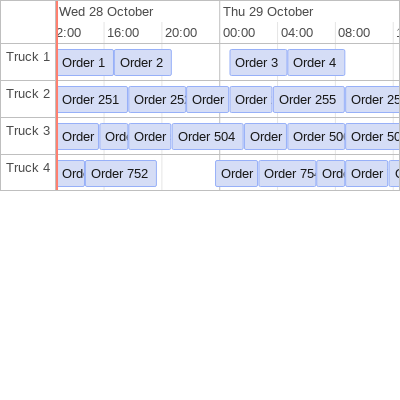 Wed 28 October Thu 29 October
2:00 16:00 20:00 00:00 04:00 08:00
Truck 1 Order 1 Order 2 Order 3 Order 4
Truck 2 Order 251 Order 25 Order Order Order 255 Order 25
Truck 3 Order Ord Order Order 504 Order Order 50 Order 50
Truck 4 Ord Order 752 Order Order 75 Ord Order